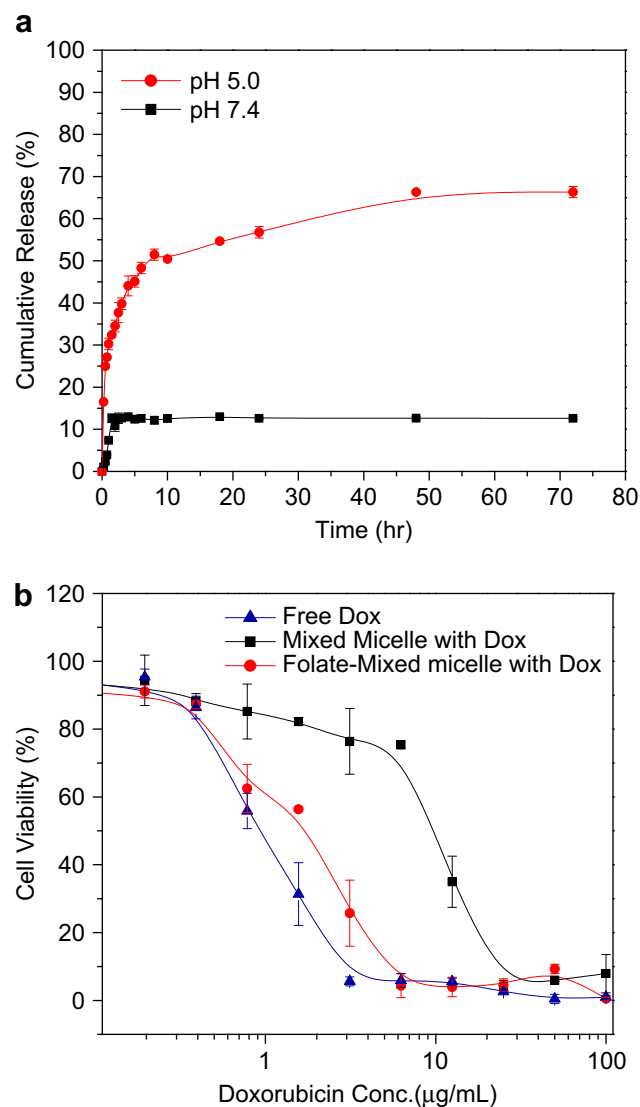 a
100
90
80
70
60
50
40
30
20
10
0
Cumulative Release (%)
pH 5.0
pH 7.4
0 10 20 30 40 50 60 70 80
Time (hr)
b
120
100
80
60
40
20
0
Cell Viability (%)
Free Dox
Mixed Micelle with Dox
Folate-Mixed micelle with Dox
1 10 100
Doxorubicin Conc.(μg/mL)